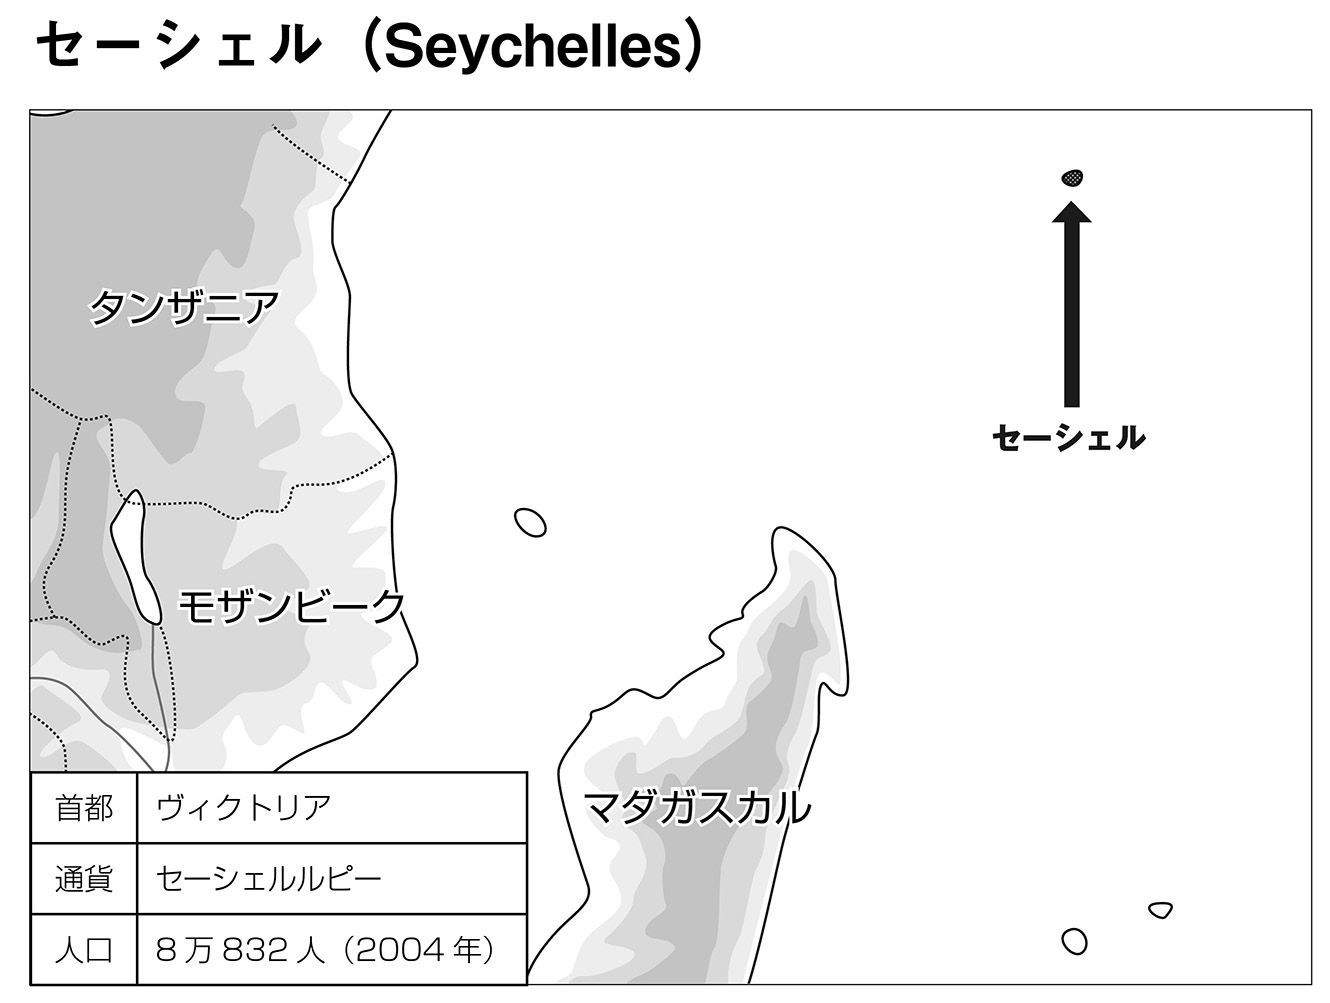 セーシェル（Seychelles）
タンザニア
セーシェル
モザンビーク
マダガスカル
首都 ヴィクトリア
通貨 セーシェルルピー
人口 8万832人（2004年）